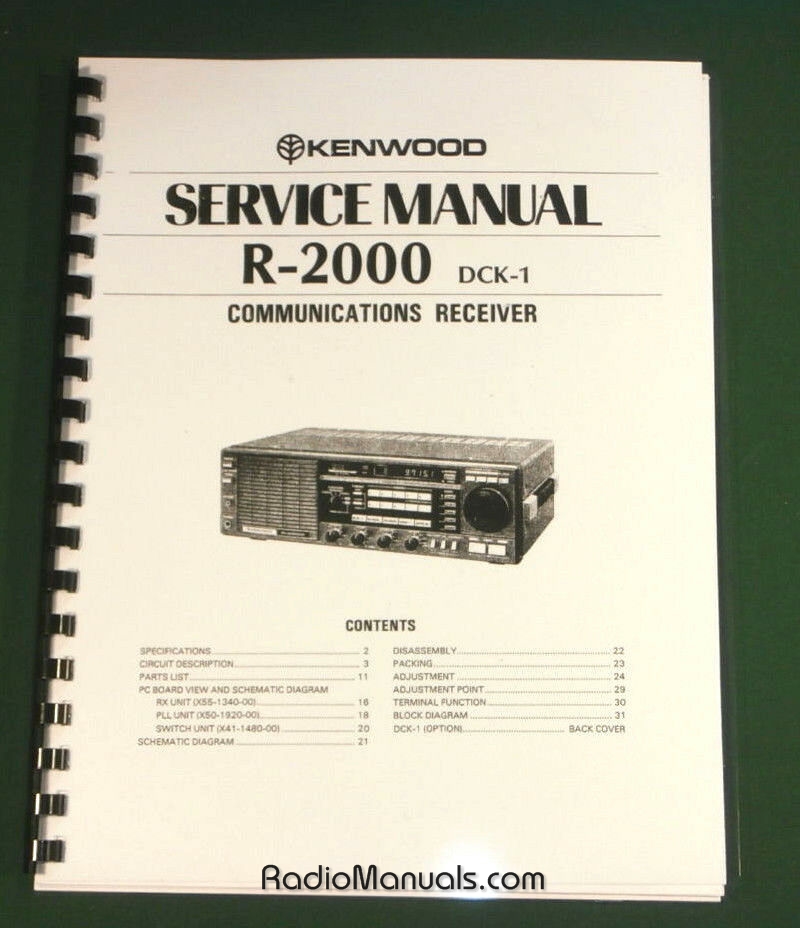 KENWOOD
SERVICE MANUAL
R-2000 DCK-1
COMMUNICATIONS RECEIVER
CONTENTS
SPECIFICATIONS 2
CIRCUIT DESCRIPTION 3
PARTS LIST 11
PC BOARD VIEW AND SCHEMATIC DIAGRAM
RX UNIT (X55-1340-00) 16
PLL UNIT (X50-1920-00) 18
SWITCH UNIT (X41-1480-00) 20
SCHEMATIC DIAGRAM 21
DISASSEMBLY 22
PACKING 23
ADJUSTMENT 24
ADJUSTMENT POINT 29
TERMINAL FUNCTION 30
BLOCK DIAGRAM 31
DCK-1 (OPTION) BACK COVER
RadioManuals.com